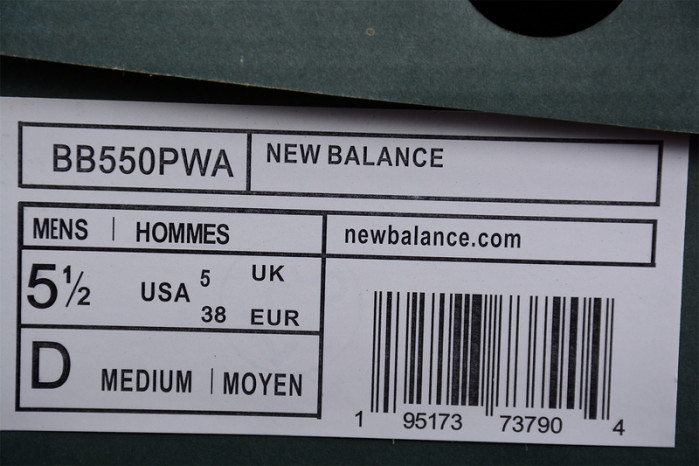 BB550PWA NEW BALANCE
MENS | HOMMES newbalance.com
5½ USA 5 UK
38 EUR
D MEDIUM | MOYEN
1 95173 73790 4